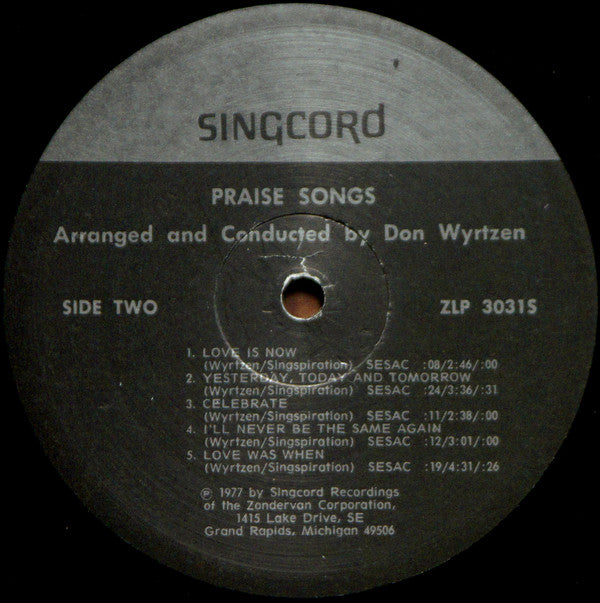 SINGCORD
PRAISE SONGS
Arranged and Conducted by Don Wyrtzen
SIDE TWO
ZLP 3031S
1. LOVE IS NOW
(Wyrtzen/Singspiration) SESAC :08/2:46/:00
2. YESTERDAY, TODAY AND TOMORROW
(Wyrtzen/Singspiration) SESAC :24/3:36/:31
3. CELEBRATE
(Wyrtzen/Singspiration) SESAC :11/2:38/:00
4. I'LL NEVER BE THE SAME AGAIN
(Wyrtzen/Singspiration) SESAC :12/3:01/:00
5. LOVE WAS WHEN
(Wyrtzen/Singspiration) SESAC :19/4:31/:26
℗ 1977 by Singcord Recordings
of the Zondervan Corporation,
1415 Lake Drive, SE
Grand Rapids, Michigan 49506